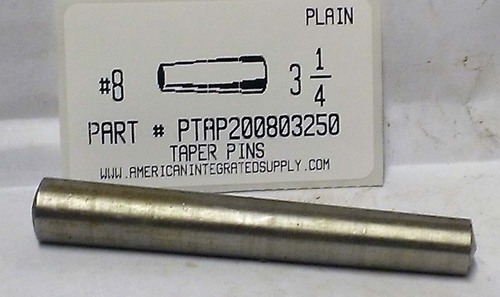 PLAIN
#8 3 1/4
PART # PTAP200803250
TAPER PINS
WWW.AMERICANINTEGRATEDSUPPLY.COM